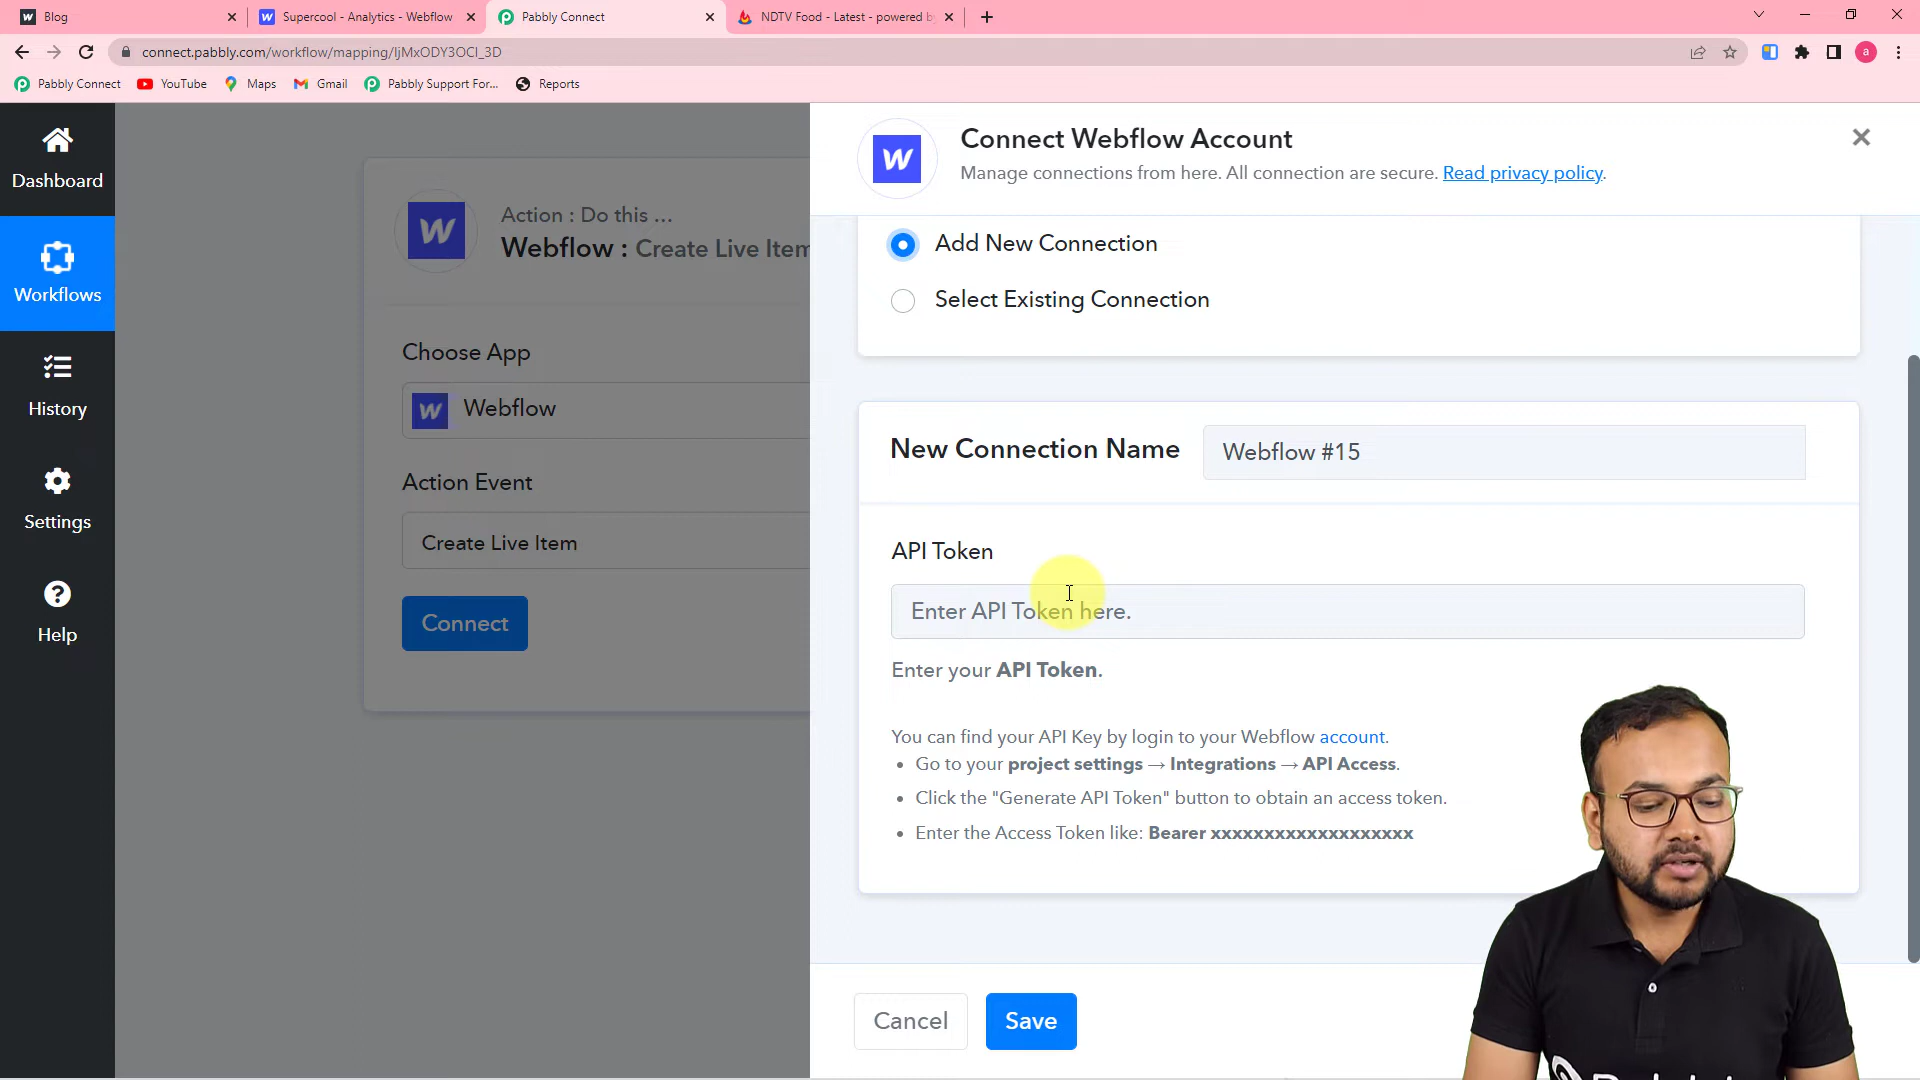 Blog
Supercool - Analytics - Webflow
Pabbly Connect
NDTV Food - Latest - powered b
connect.pabbly.com/workflow/mapping/IjMxODY3OCI_3D
a
Pabbly Connect
YouTube
Maps
Gmail
Pabbly Support For...
Reports
Dashboard
Workflows
History
Settings
Help
Action : Do this ...
Webflow : Create Live Item
Choose App
Webflow
Action Event
Create Live Item
Connect
Connect Webflow Account
Manage connections from here. All connection are secure. Read privacy policy.
Add New Connection
Select Existing Connection
New Connection Name
Webflow #15
API Token
Enter API Token here.
Enter your API Token.
You can find your API Key by login to your Webflow account.
• Go to your project settings → Integrations → API Access.
• Click the "Generate API Token" button to obtain an access token.
• Enter the Access Token like: Bearer xxxxxxxxxxxxxxxxxxx
Cancel
Save